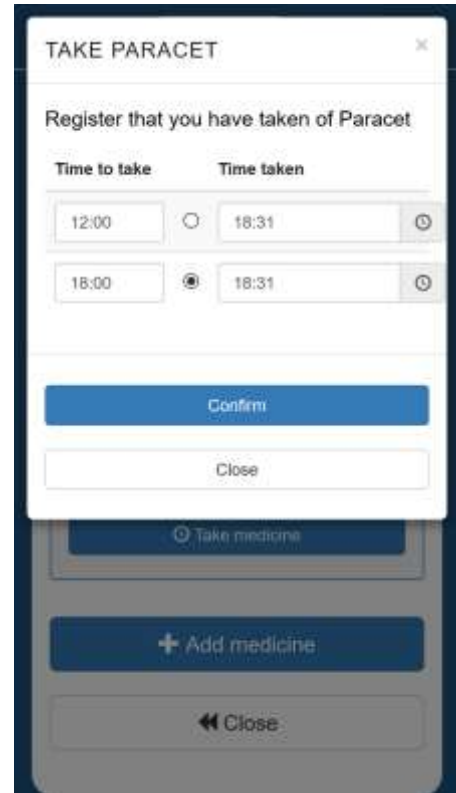 TAKE PARACET ×
Register that you have taken of Paracet
Time to take Time taken
12:00 18:31
18:00 18:31
Confirm
Close
Take medicine
Add medicine
Close